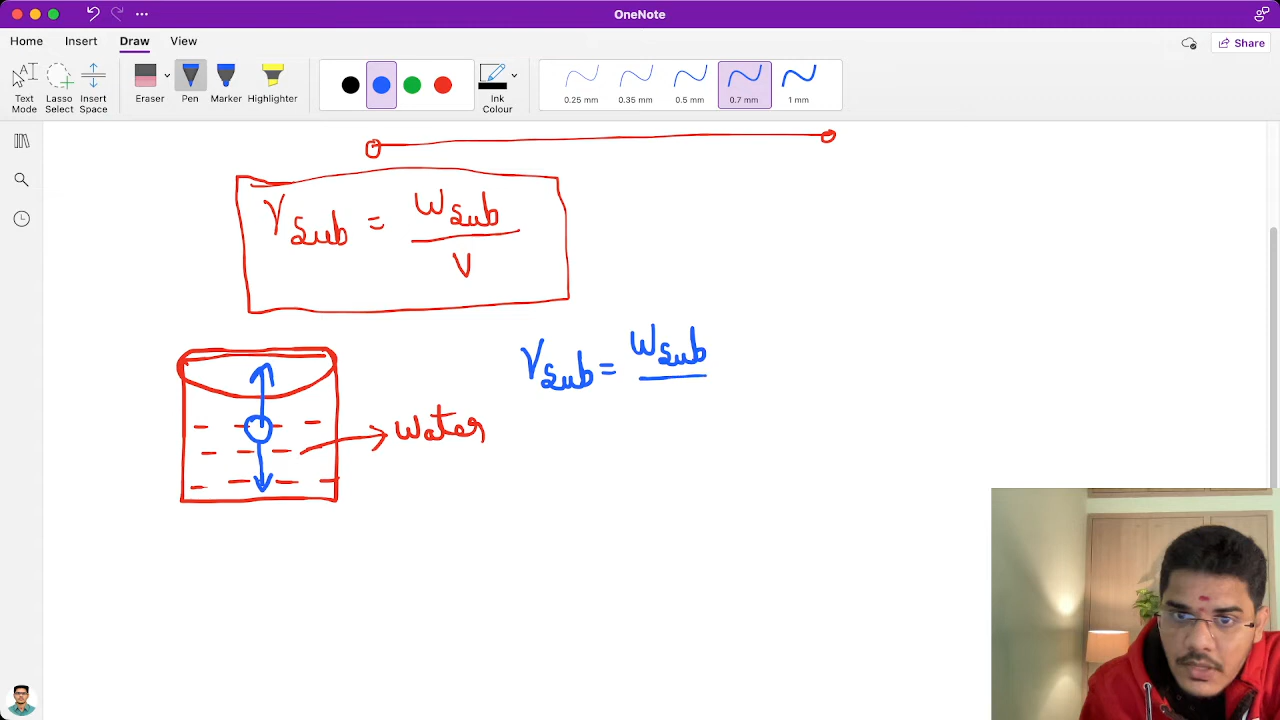 OneNote
Home Insert Draw View
Share
Text Mode
Lasso Select
Insert Space
Eraser
Pen
Marker
Highlighter
Ink Colour
0.25 mm
0.35 mm
0.5 mm
0.7 mm
1 mm
γsub = Wsub / V
γsub = Wsub
Water